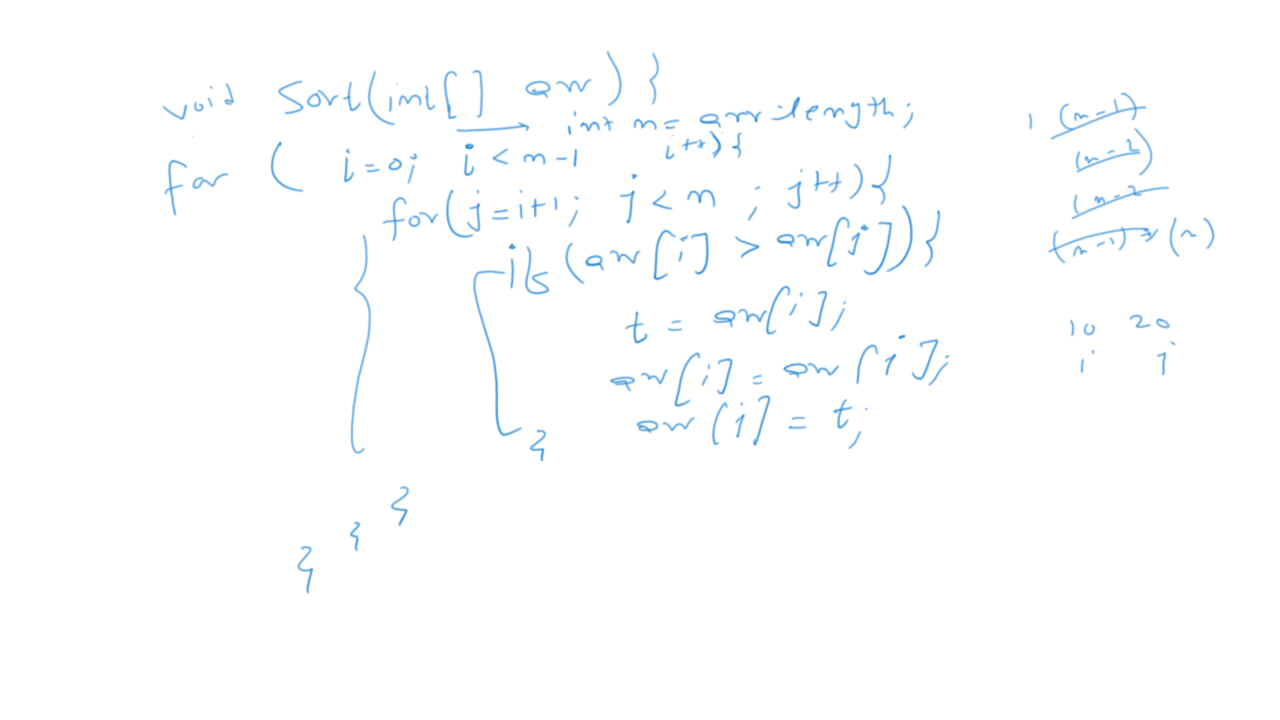 void Sort(int[] arr) {
int n = arr.length;
for ( i=0; i < n-1 i++){
for(j=i+1; j < n ; j++){
if (arr[i] > arr[j]){
t = arr[i];
arr[i] = arr[j];
arr[j] = t;
}
}
}
}
1 (n-1)
(n-2)
(n-2
(n-1) → (n)
10 20
i j